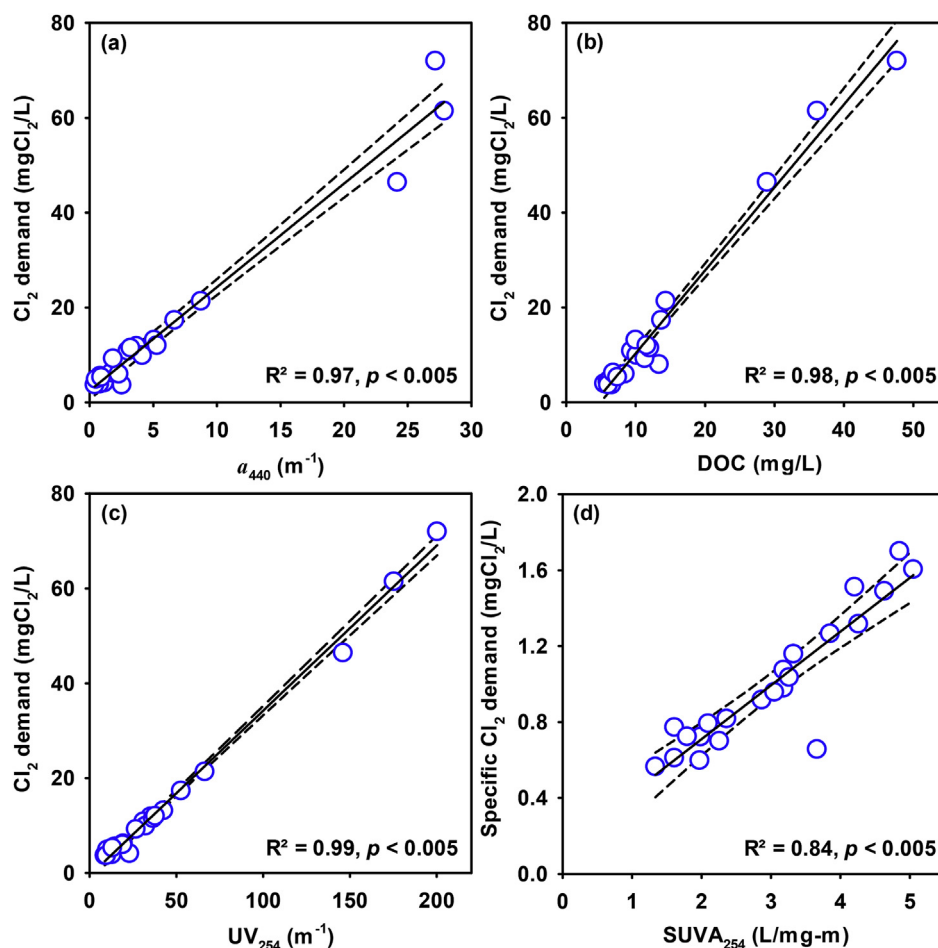 (a)
Cl₂ demand (mgCl₂/L)
80
60
40
20
0
R² = 0.97, p < 0.005
0 5 10 15 20 25 30
a₄₄₀ (m⁻¹)
(b)
Cl₂ demand (mgCl₂/L)
80
60
40
20
0
R² = 0.98, p < 0.005
0 10 20 30 40 50
DOC (mg/L)
(c)
Cl₂ demand (mgCl₂/L)
80
60
40
20
0
R² = 0.99, p < 0.005
0 50 100 150 200
UV₂₅₄ (m⁻¹)
(d)
Specific Cl₂ demand (mgCl₂/L)
2.0
1.6
1.2
0.8
0.4
0
R² = 0.84, p < 0.005
0 1 2 3 4 5
SUVA₂₅₄ (L/mg-m)